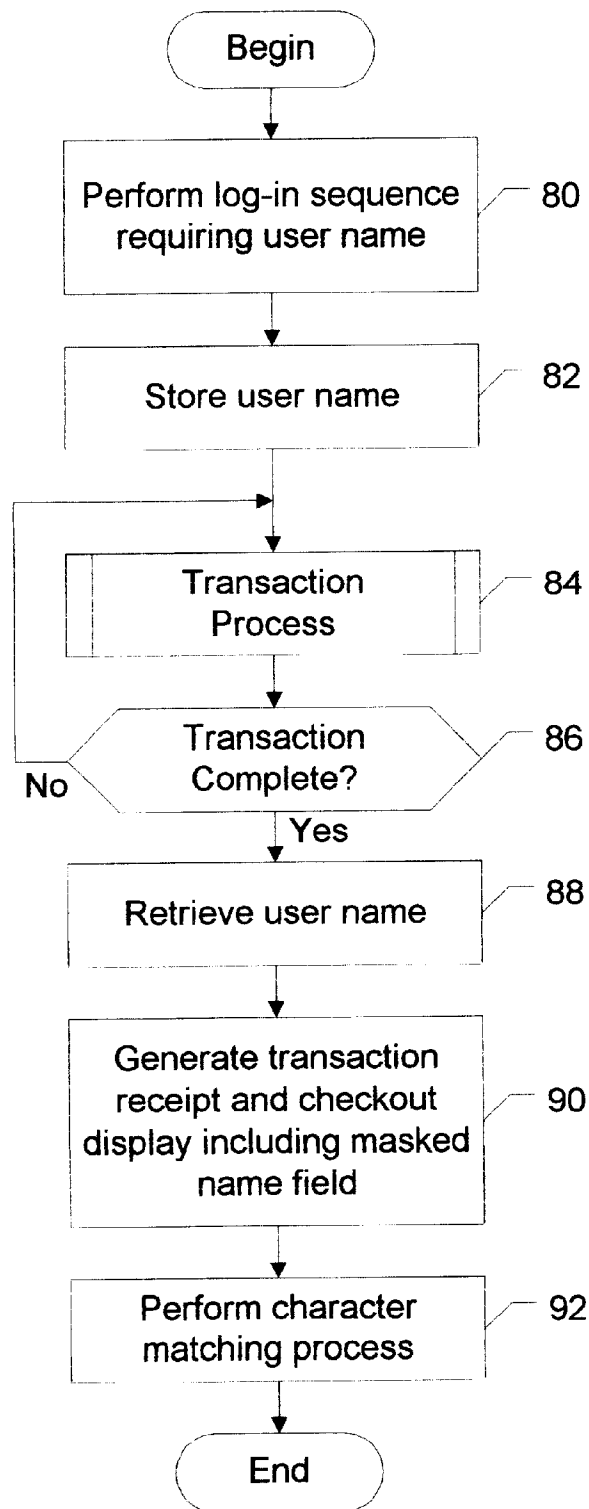 Begin
Perform log-in sequence
requiring user name
80
Store user name
82
Transaction
Process
84
Transaction
Complete?
86
No
Yes
Retrieve user name
88
Generate transaction
receipt and checkout
display including masked
name field
90
Perform character
matching process
92
End